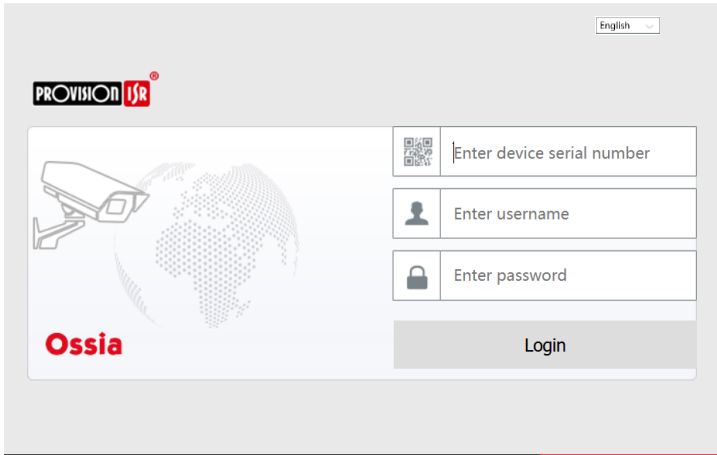 English
PROVISION ISR®
Enter device serial number
Enter username
Enter password
Ossia
Login